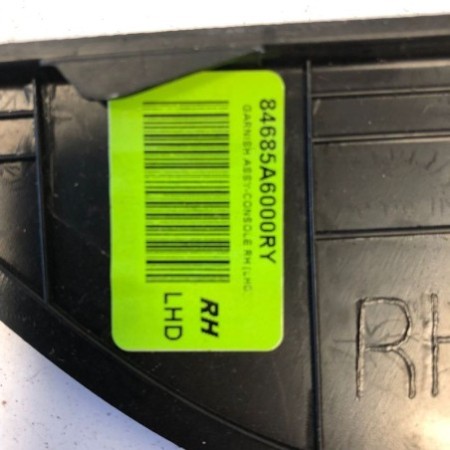 84685A6000RY
GARNISH ASSY-CONSOLE RH(LHD)
RH
LHD
RH